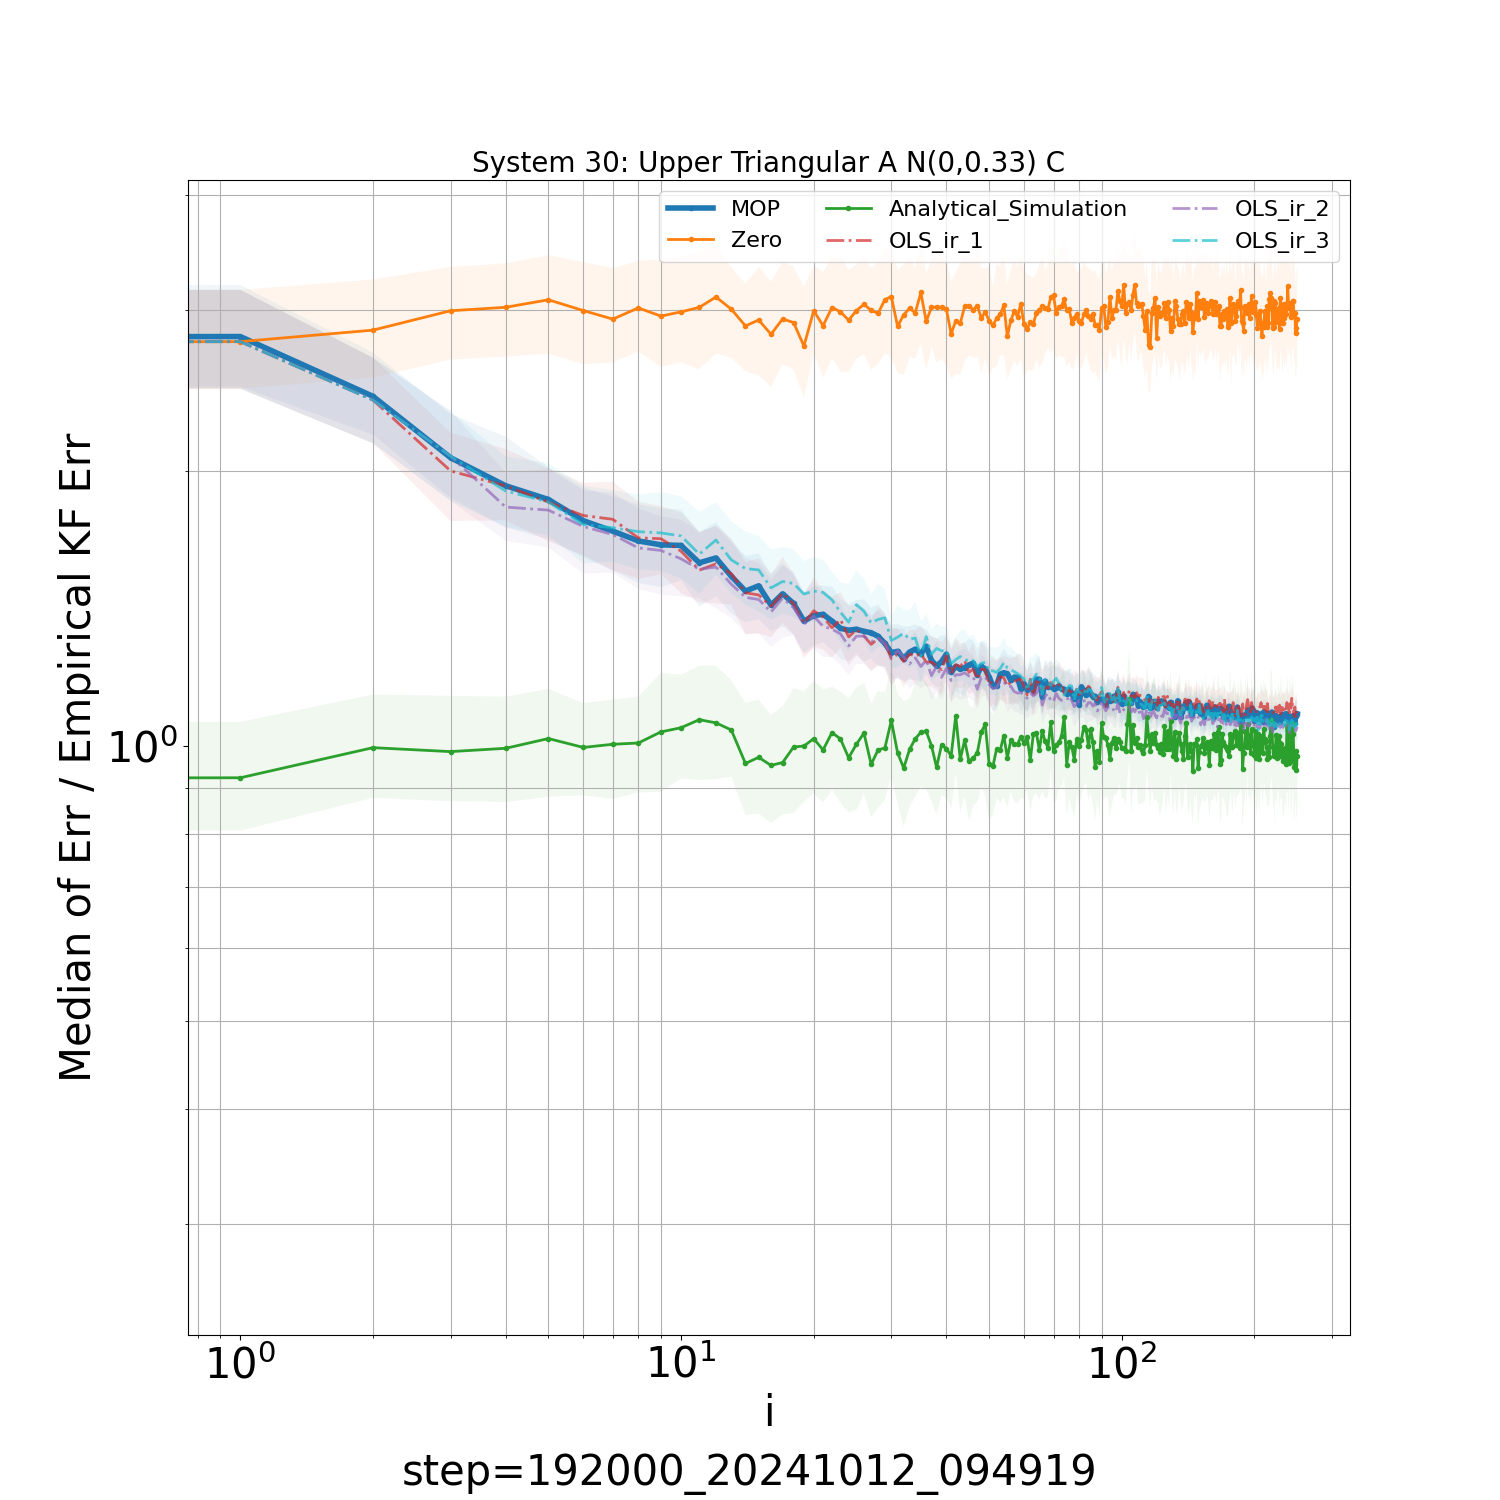 System 30: Upper Triangular A N(0,0.33) C
MOP
Zero
Analytical_Simulation
OLS_ir_1
OLS_ir_2
OLS_ir_3
Median of Err / Empirical KF Err
10⁰
10⁰ 10¹ 10²
i
step=192000_20241012_094919